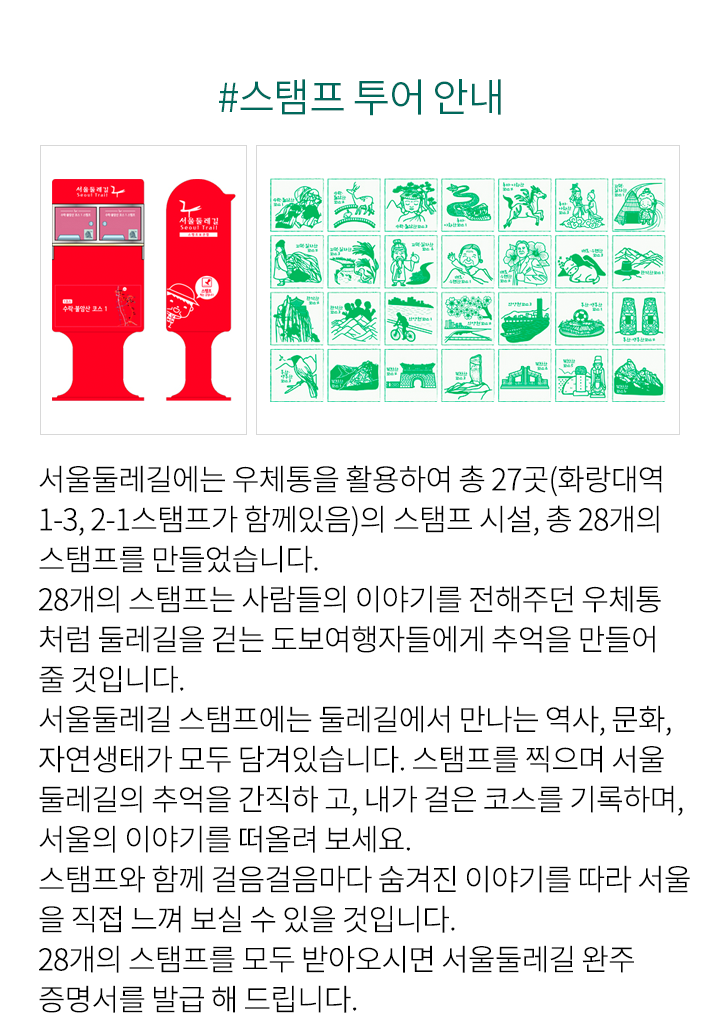 #스탬프 투어 안내
서울둘레길
Seoul Trail
서울둘레길
Seoul Trail
스탬프
수락·불암산 코스 1
서울둘레길에는 우체통을 활용하여 총 27곳(화랑대역
1-3, 2-1스탬프가 함께있음)의 스탬프 시설, 총 28개의
스탬프를 만들었습니다.
28개의 스탬프는 사람들의 이야기를 전해주던 우체통
처럼 둘레길을 걷는 도보여행자들에게 추억을 만들어
줄 것입니다.
서울둘레길 스탬프에는 둘레길에서 만나는 역사, 문화,
자연생태가 모두 담겨있습니다. 스탬프를 찍으며 서울
둘레길의 추억을 간직하 고, 내가 걸은 코스를 기록하며,
서울의 이야기를 떠올려 보세요.
스탬프와 함께 걸음걸음마다 숨겨진 이야기를 따라 서울
을 직접 느껴 보실 수 있을 것입니다.
28개의 스탬프를 모두 받아오시면 서울둘레길 완주
증명서를 발급 해 드립니다.